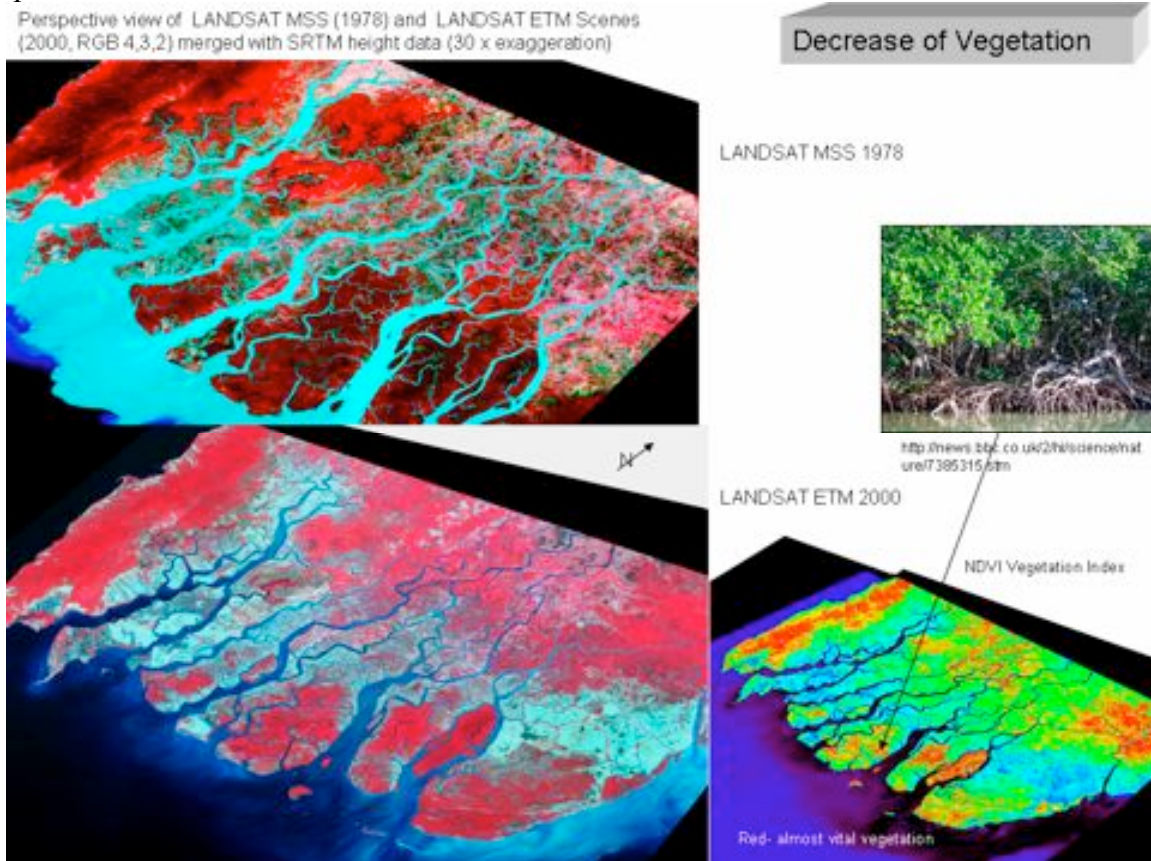 Perspective view of LANDSAT MSS (1978) and LANDSAT ETM Scenes
(2000, RGB 4,3,2) merged with SRTM height data (30 x exaggeration)
Decrease of Vegetation
LANDSAT MSS 1978
http://news.bbc.co.uk/2/hi/science/nat
ure/7385315.stm
N
LANDSAT ETM 2000
NDVI Vegetation Index
Red- almost vital vegetation